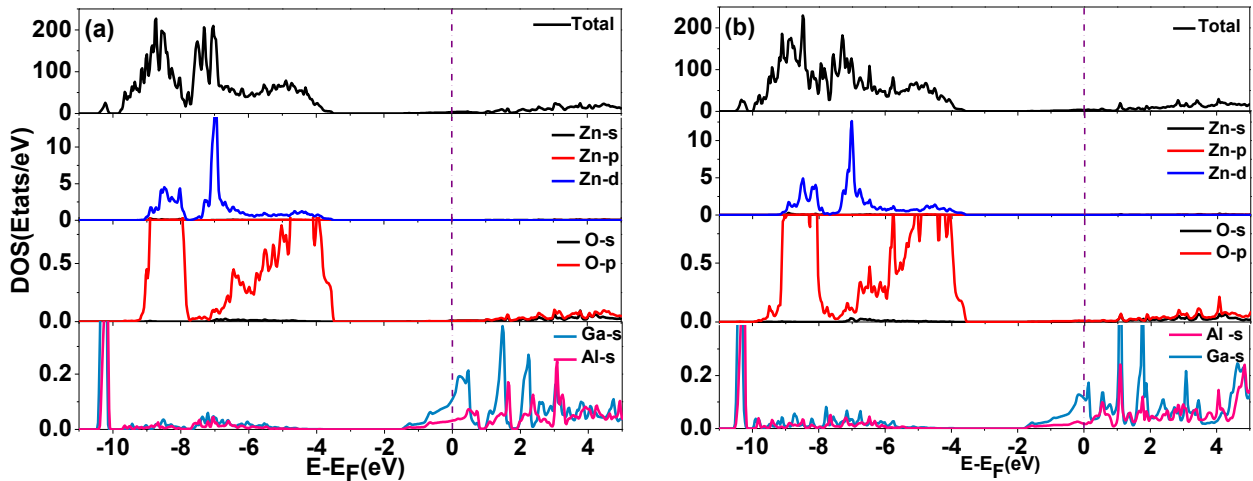 (a)
Total
200
100
0
Zn-s
Zn-p
Zn-d
10
5
0
O-s
O-p
0.5
0.0
Ga-s
Al-s
0.2
0.0
-10 -8 -6 -4 -2 0 2 4
E-EF(eV)
DOS(Etats/eV)
(b)
Total
200
100
0
Zn-s
Zn-p
Zn-d
10
5
0
O-s
O-p
0.5
0.0
Al -s
Ga-s
0.2
0.0
-10 -8 -6 -4 -2 0 2 4
E-EF(eV)